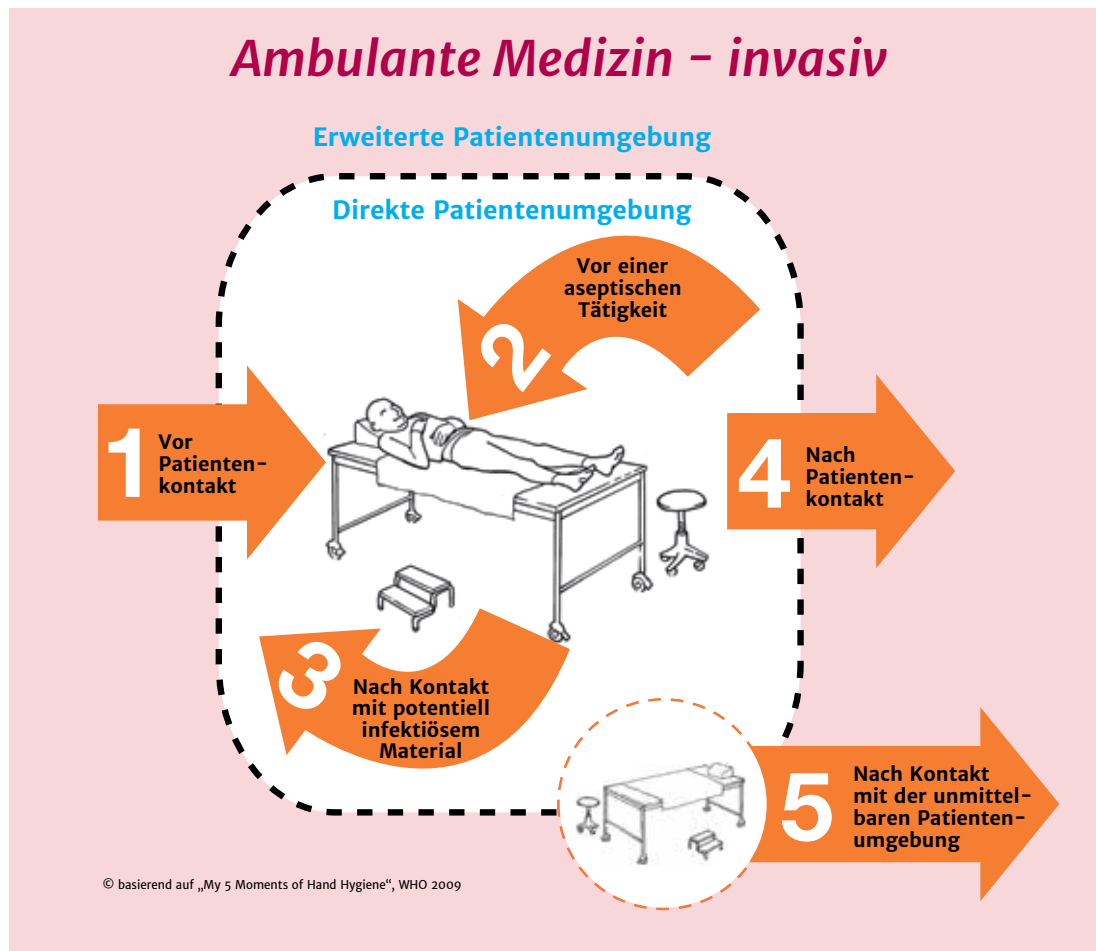 Ambulante Medizin – invasiv
Erweiterte Patientenumgebung
Direkte Patientenumgebung
Vor einer
aseptischen
Tätigkeit
2
1
Vor
Patienten-
kontakt
4
Nach
Patienten-
kontakt
3
Nach Kontakt
mit potentiell
infektiösem
Material
5
Nach Kontakt
mit der unmittel-
baren Patienten-
umgebung
© basierend auf „My 5 Moments of Hand Hygiene“, WHO 2009